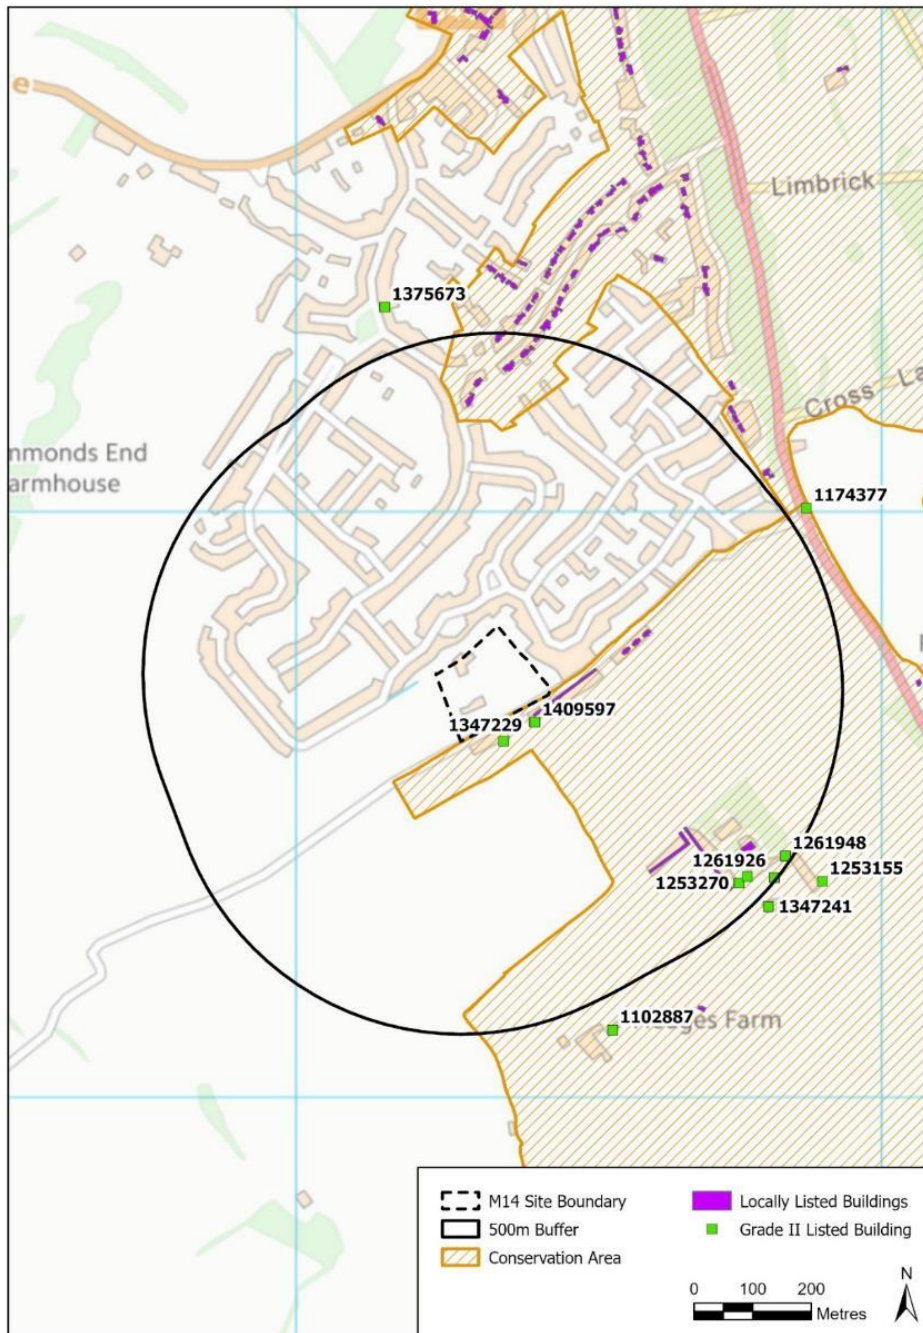 e
Limbrick
1375673
Cross La
nmonds End
armhouse
1174377
1409597
1347229
1261948
1261926
1253155
1253270
1347241
1102887
ges Farm
M14 Site Boundary
500m Buffer
Conservation Area
Locally Listed Buildings
Grade II Listed Building
N
0 100 200
Metres